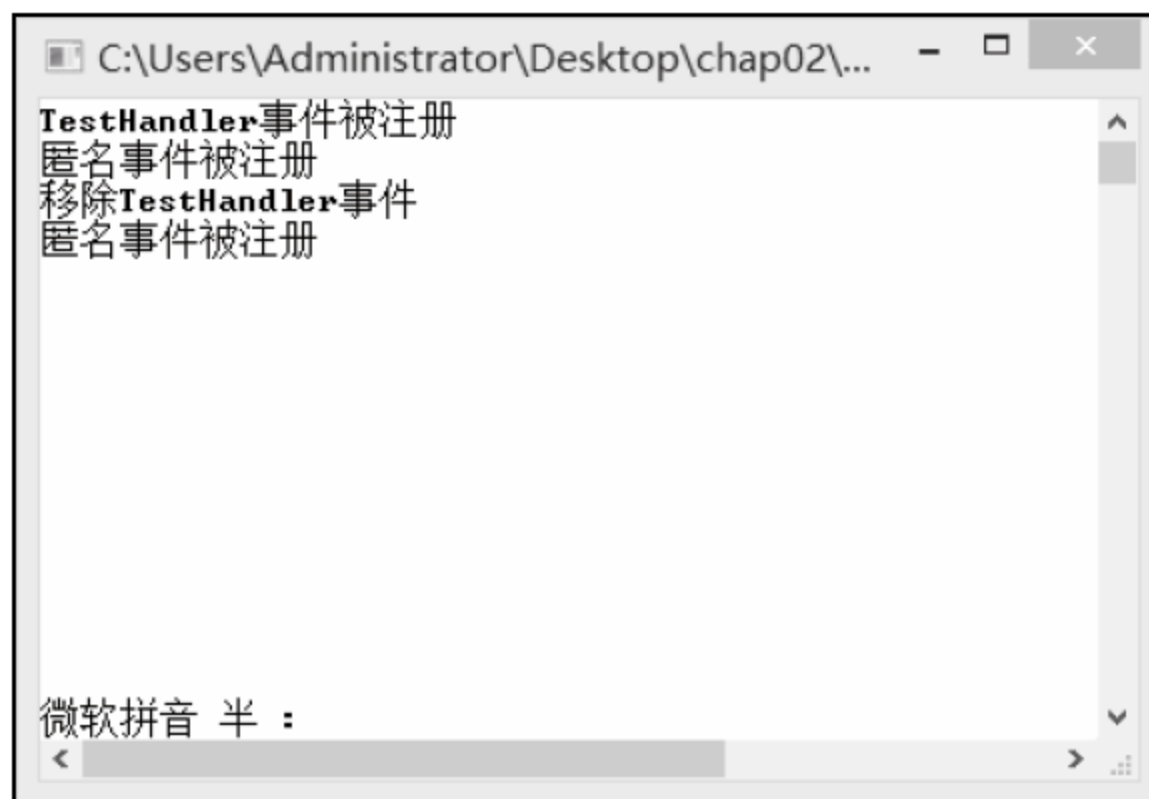 C:\Users\Administrator\Desktop\chap02\...
TestHandler事件被注册
匿名事件被注册
移除TestHandler事件
匿名事件被注册
微软拼音 半 :